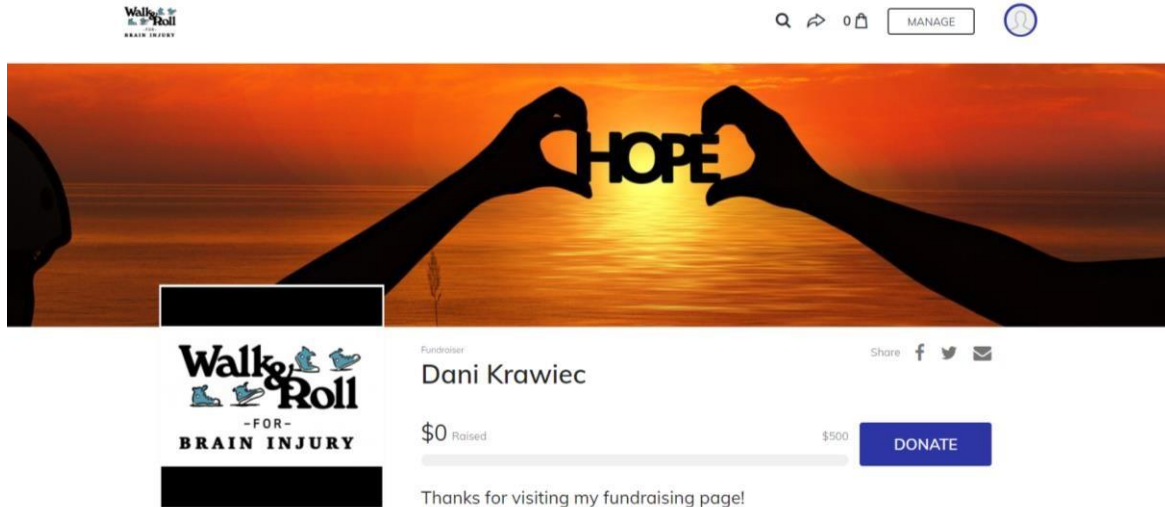 Walk & Roll
-FOR-
BRAIN INJURY
0
MANAGE
HOPE
Walk & Roll
-FOR-
BRAIN INJURY
Fundraiser
Share
Dani Krawiec
$0 Raised
$500
DONATE
Thanks for visiting my fundraising page!